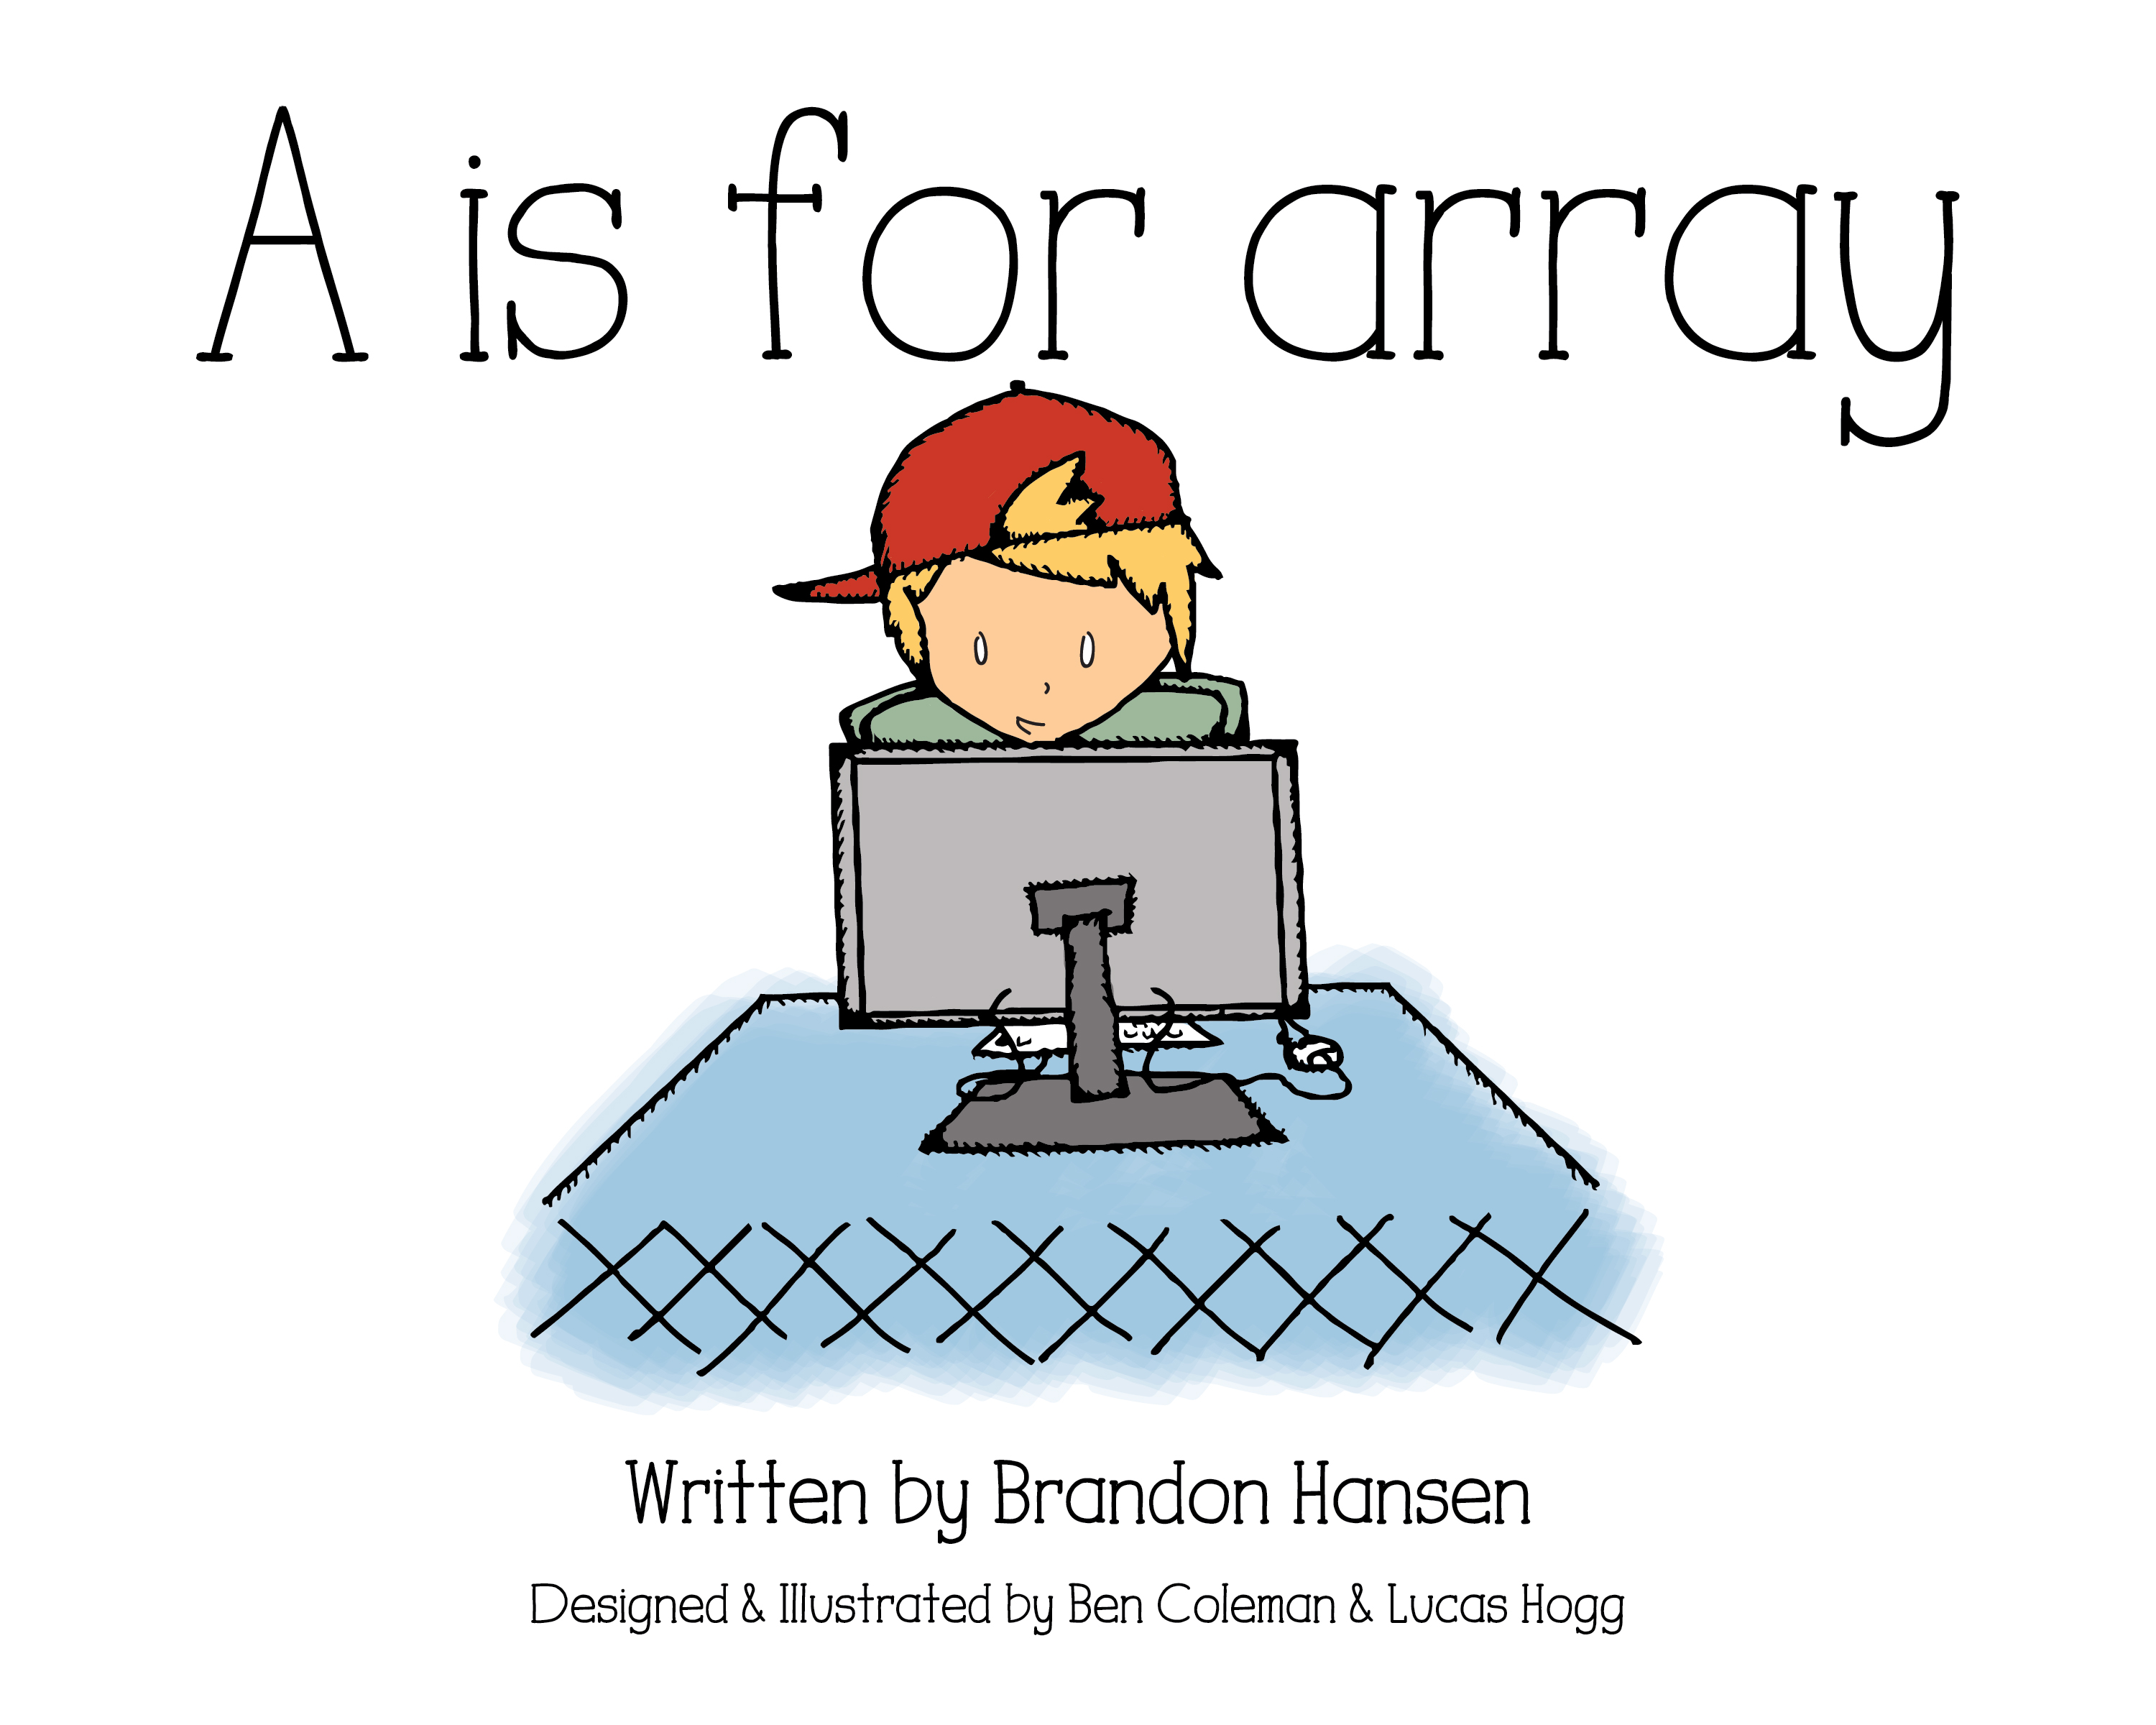 A is for array
Written by Brandon Hansen
Designed & Illustrated by Ben Coleman & Lucas Hogg